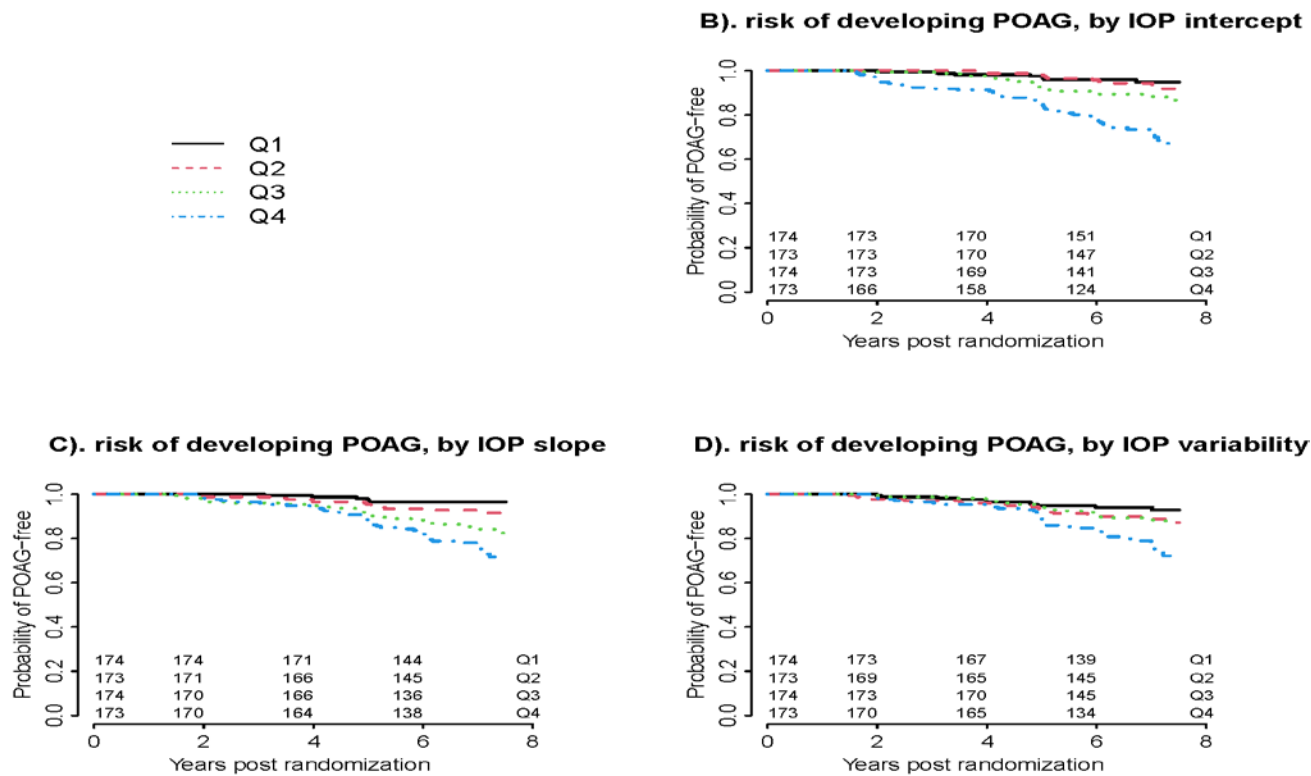 B). risk of developing POAG, by IOP intercept
Q1
Q2
Q3
Q4
Probability of POAG-free
1.0
0.8
0.6
0.4
0.2
0.0
174 173 170 151 Q1
173 173 170 147 Q2
174 173 169 141 Q3
173 166 158 124 Q4
0 2 4 6 8
Years post randomization
C). risk of developing POAG, by IOP slope
Probability of POAG-free
1.0
0.8
0.6
0.4
0.2
0.0
174 174 171 144 Q1
173 171 166 145 Q2
174 170 166 136 Q3
173 170 164 138 Q4
0 2 4 6 8
Years post randomization
D). risk of developing POAG, by IOP variability
Probability of POAG-free
1.0
0.8
0.6
0.4
0.2
0.0
174 173 167 139 Q1
173 169 165 145 Q2
174 173 170 145 Q3
173 170 165 134 Q4
0 2 4 6 8
Years post randomization